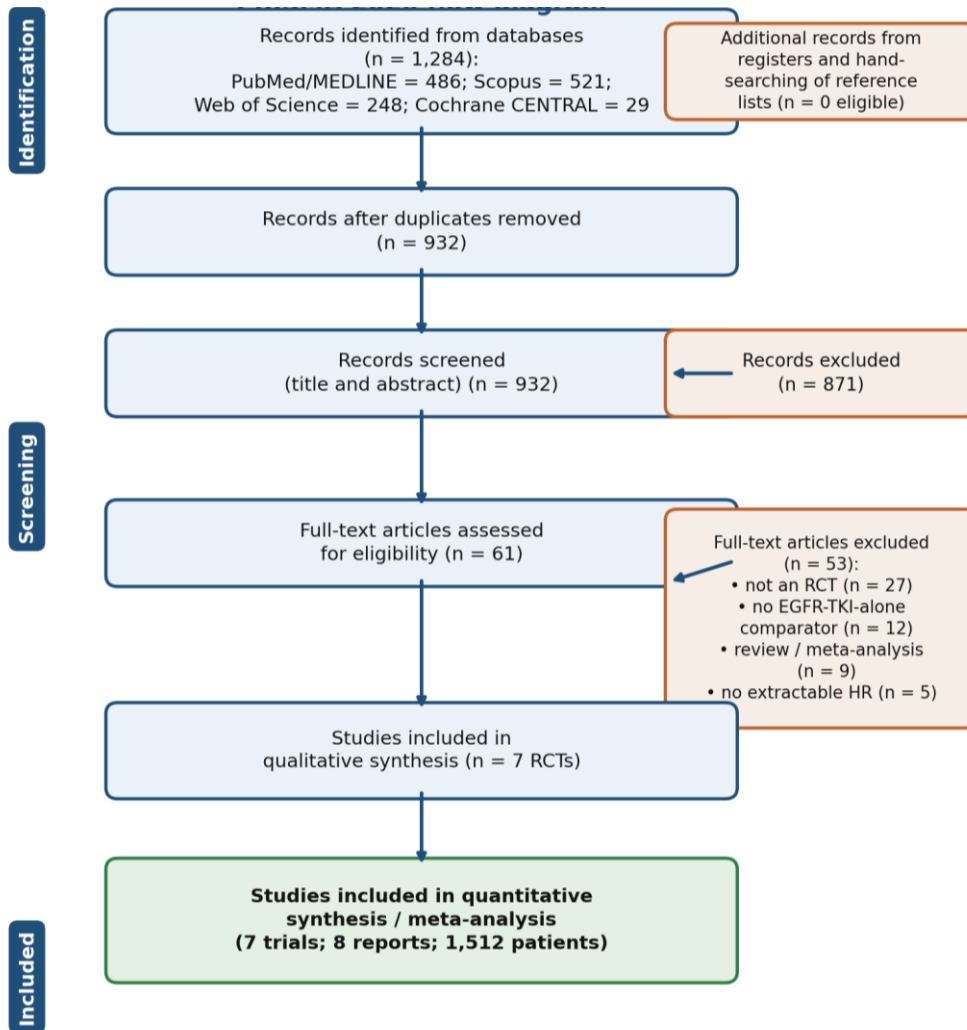 Identification
Records identified from databases
(n = 1,284):
PubMed/MEDLINE = 486; Scopus = 521;
Web of Science = 248; Cochrane CENTRAL = 29
Additional records from
registers and hand-
searching of reference
lists (n = 0 eligible)
Records after duplicates removed
(n = 932)
Screening
Records screened
(title and abstract) (n = 932)
Records excluded
(n = 871)
Full-text articles assessed
for eligibility (n = 61)
Full-text articles excluded
(n = 53):
• not an RCT (n = 27)
• no EGFR-TKI-alone
comparator (n = 12)
• review / meta-analysis
(n = 9)
• no extractable HR (n = 5)
Studies included in
qualitative synthesis (n = 7 RCTs)
Included
Studies included in quantitative
synthesis / meta-analysis
(7 trials; 8 reports; 1,512 patients)